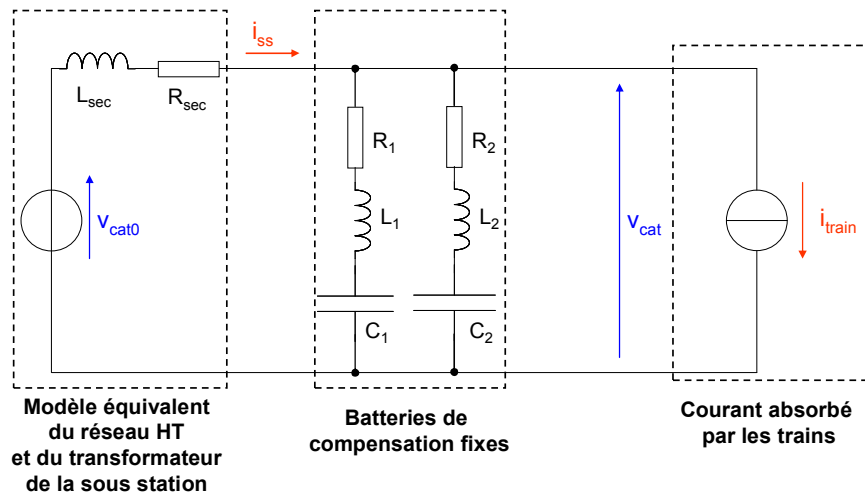 i_ss
L_sec
R_sec
R_1
R_2
v_cat0
L_1
L_2
v_cat
i_train
C_1
C_2
Modèle équivalent
du réseau HT
et du transformateur
de la sous station
Batteries de
compensation fixes
Courant absorbé
par les trains